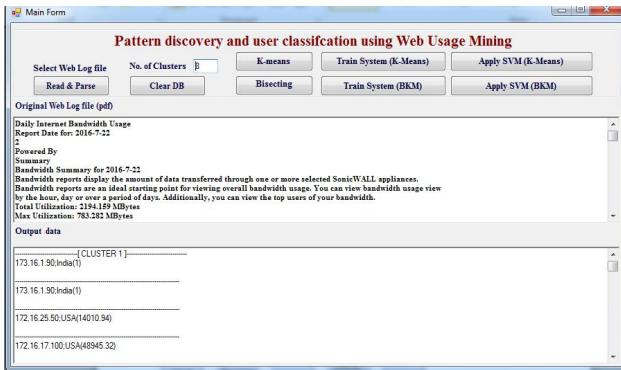 Main Form
Pattern discovery and user classifcation using Web Usage Mining
Select Web Log file
No. of Clusters
K-means
Train System (K-Means)
Apply SVM (K-Means)
Read & Parse
Clear DB
Bisecting
Train System (BKM)
Apply SVM (BKM)
Original Web Log file (pdf)
Daily Internet Bandwidth Usage
Report Date for: 2016-7-22
2
Powered By
Summary
Bandwidth Summary for 2016-7-22
Bandwidth reports display the amount of data transferred through one or more selected SonicWALL appliances.
Bandwidth reports are an ideal starting point for viewing overall bandwidth usage. You can view bandwidth usage view
by the hour, day or over a period of days. Additionally, you can view the top users of your bandwidth.
Total Utilization: 2194.159 MBytes
Max Utilization: 783.282 MBytes
Output data
--------------------[ CLUSTER 1 ]--------------------
173.16.1.90;India(1)
173.16.1.90;India(1)
172.16.25.50;USA(14010.94)
172.16.17.100;USA(48945.32)